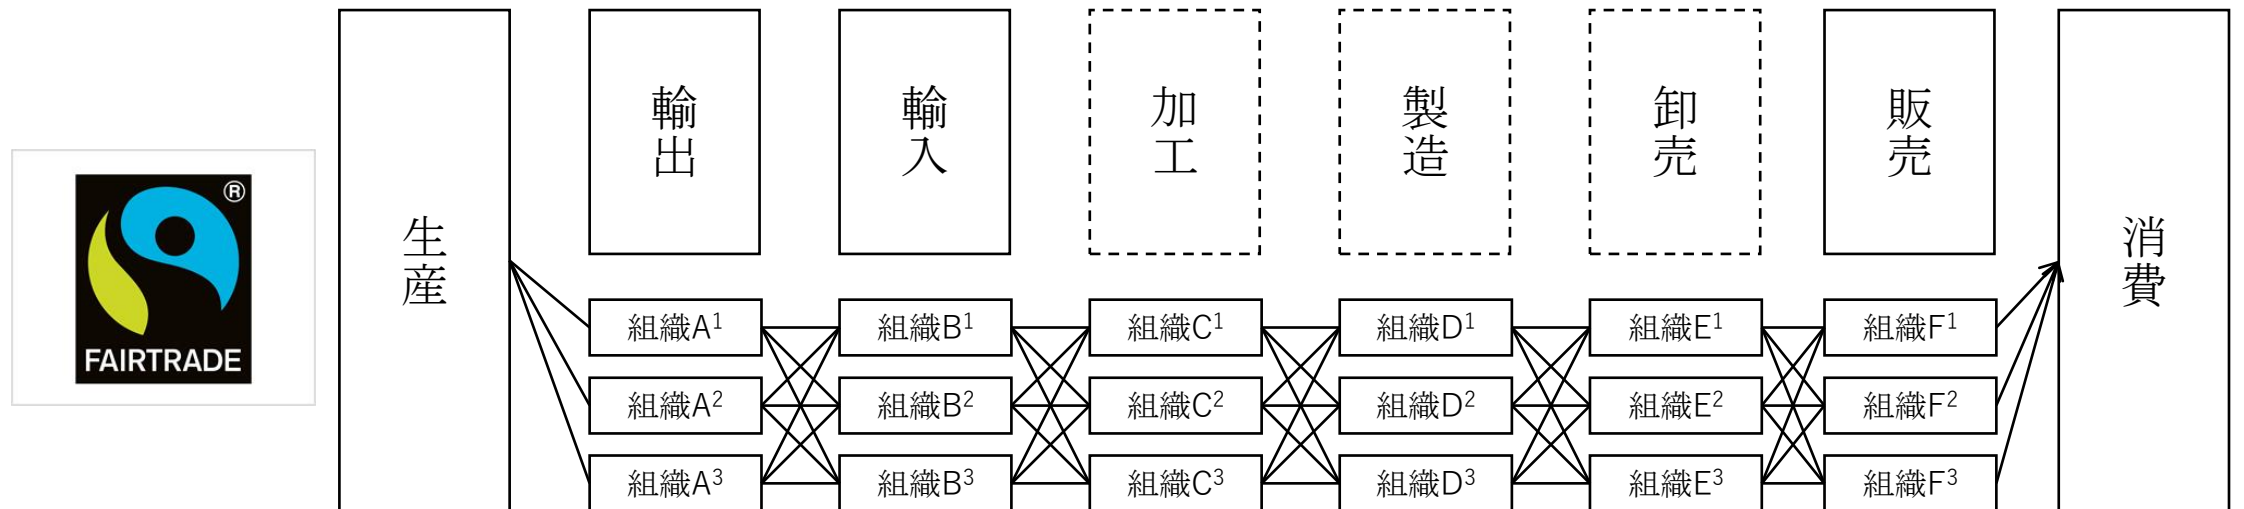 ®
FAIRTRADE
生産
輸出
輸入
加工
製造
卸売
販売
消費
組織A¹
組織B¹
組織C¹
組織D¹
組織E¹
組織F¹
組織A²
組織B²
組織C²
組織D²
組織E²
組織F²
組織A³
組織B³
組織C³
組織D³
組織E³
組織F³